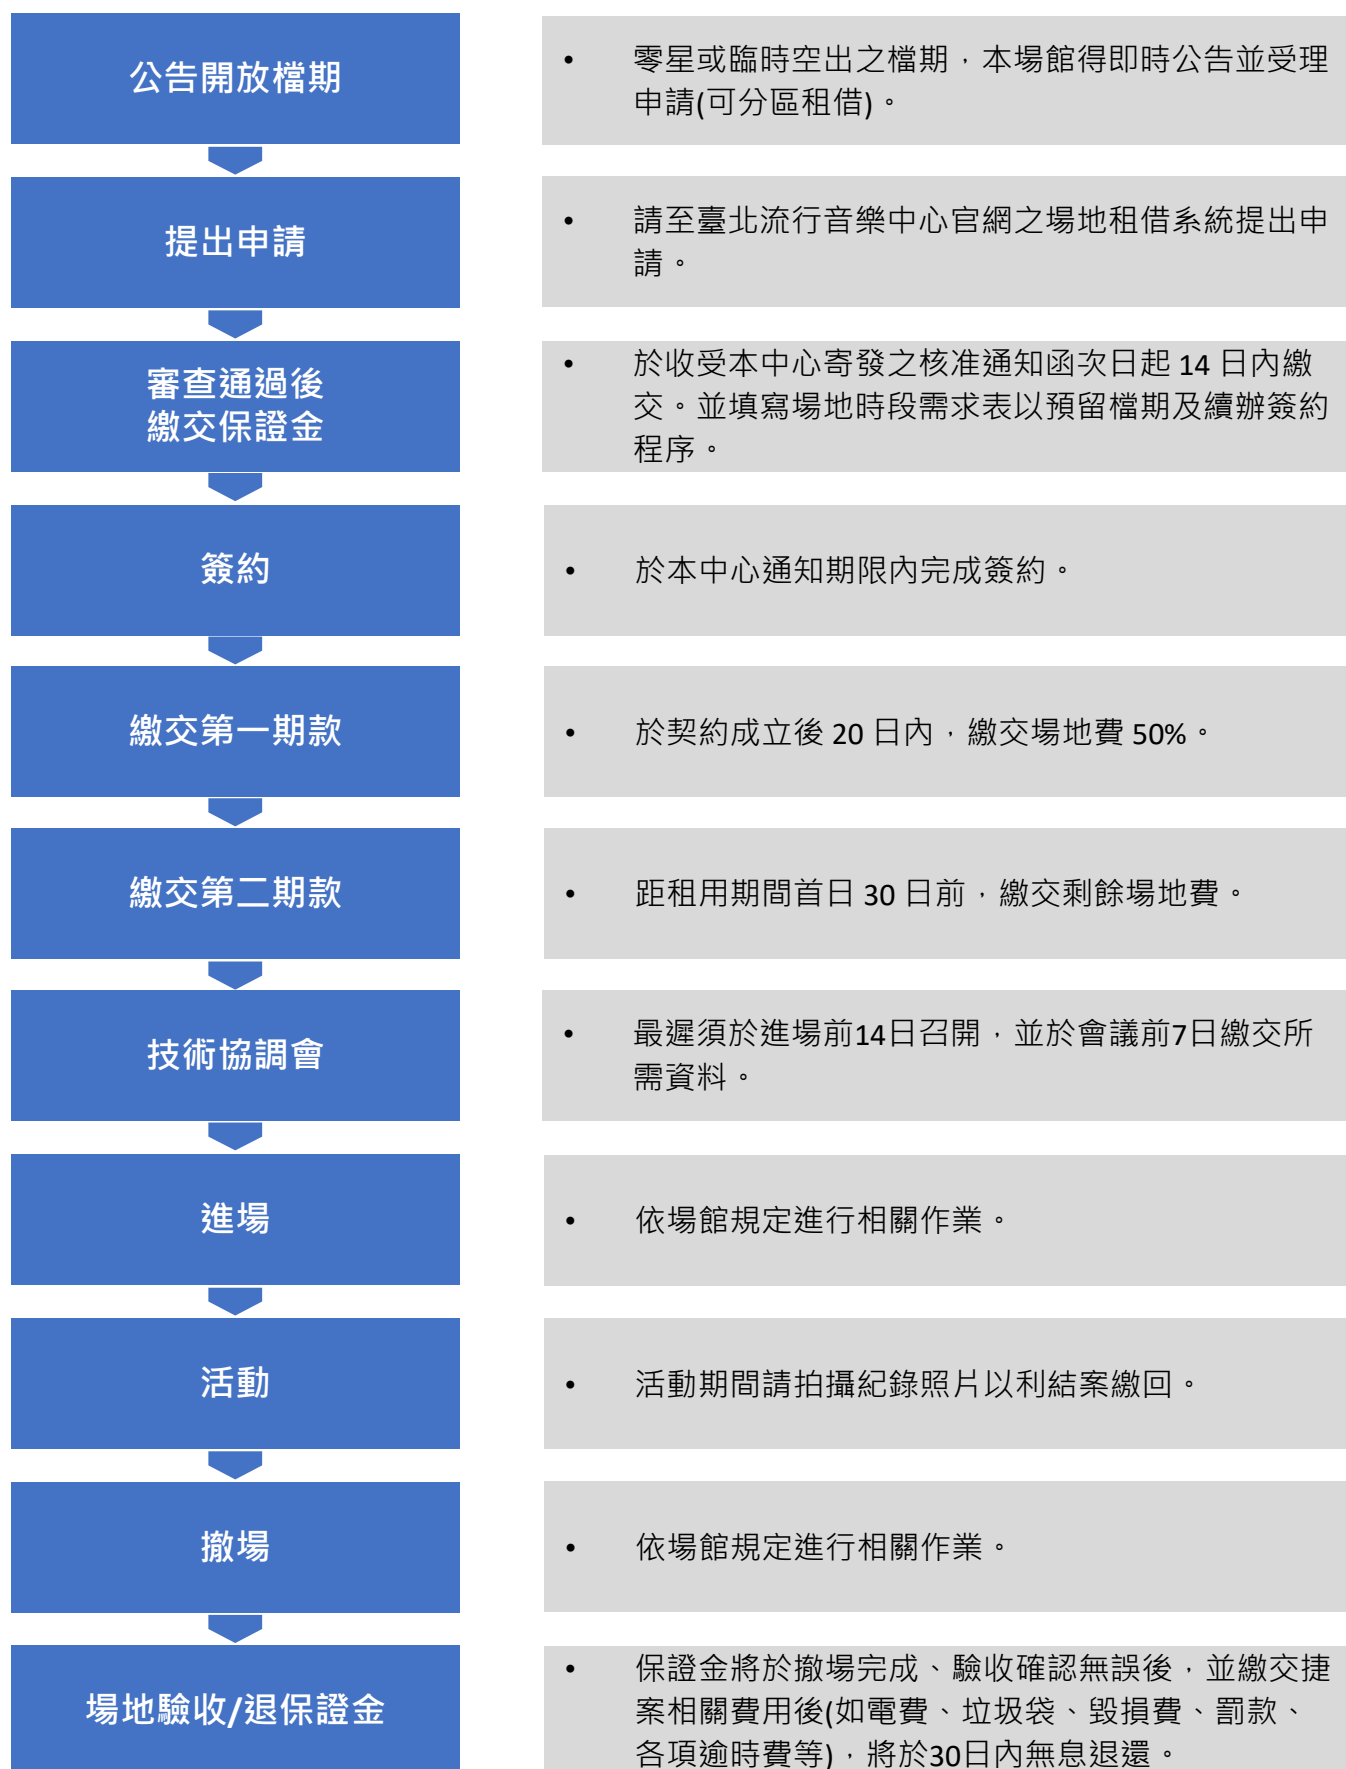 公告開放檔期
• 零星或臨時空出之檔期，本場館得即時公告並受理
申請(可分區租借)。
提出申請
• 請至臺北流行音樂中心官網之場地租借系統提出申
請。
審查通過後
繳交保證金
• 於收受本中心寄發之核准通知函次日起 14 日內繳
交。並填寫場地時段需求表以預留檔期及續辦簽約
程序。
簽約
• 於本中心通知期限內完成簽約。
繳交第一期款
• 於契約成立後 20 日內，繳交場地費 50%。
繳交第二期款
• 距租用期間首日 30 日前，繳交剩餘場地費。
技術協調會
• 最遲須於進場前14日召開，並於會議前7日繳交所
需資料。
進場
• 依場館規定進行相關作業。
活動
• 活動期間請拍攝紀錄照片以利結案繳回。
撤場
• 依場館規定進行相關作業。
場地驗收/退保證金
• 保證金將於撤場完成、驗收確認無誤後，並繳交捷
案相關費用後(如電費、垃圾袋、毀損費、罰款、
各項逾時費等)，將於30日內無息退還。